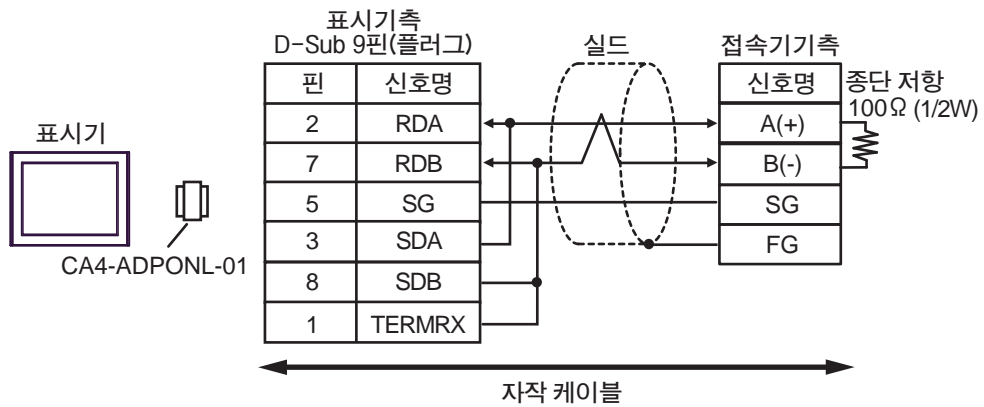 표시기측
D-Sub 9핀(플러그)
실드
접속기기측
핀 신호명
신호명
종단 저항
100Ω (1/2W)
표시기
2 RDA
A(+)
7 RDB
B(-)
5 SG
SG
3 SDA
FG
CA4-ADPONL-01
8 SDB
1 TERMRX
자작 케이블